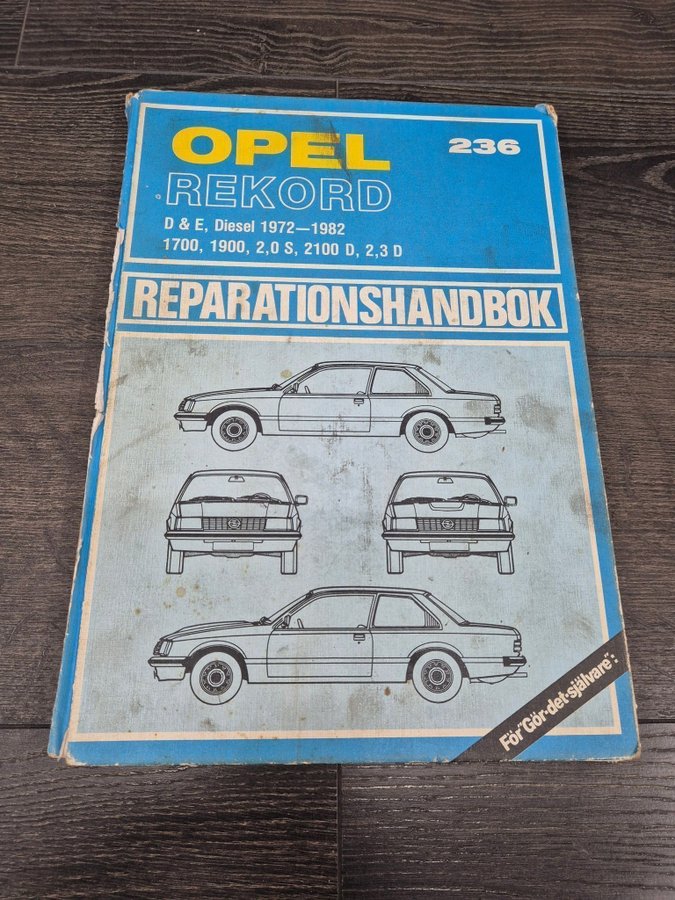 OPEL
236
REKORD
D & E, Diesel 1972—1982
1700, 1900, 2,0 S, 2100 D, 2,3 D
REPARATIONSHANDBOK
För "Gör-det-självare":